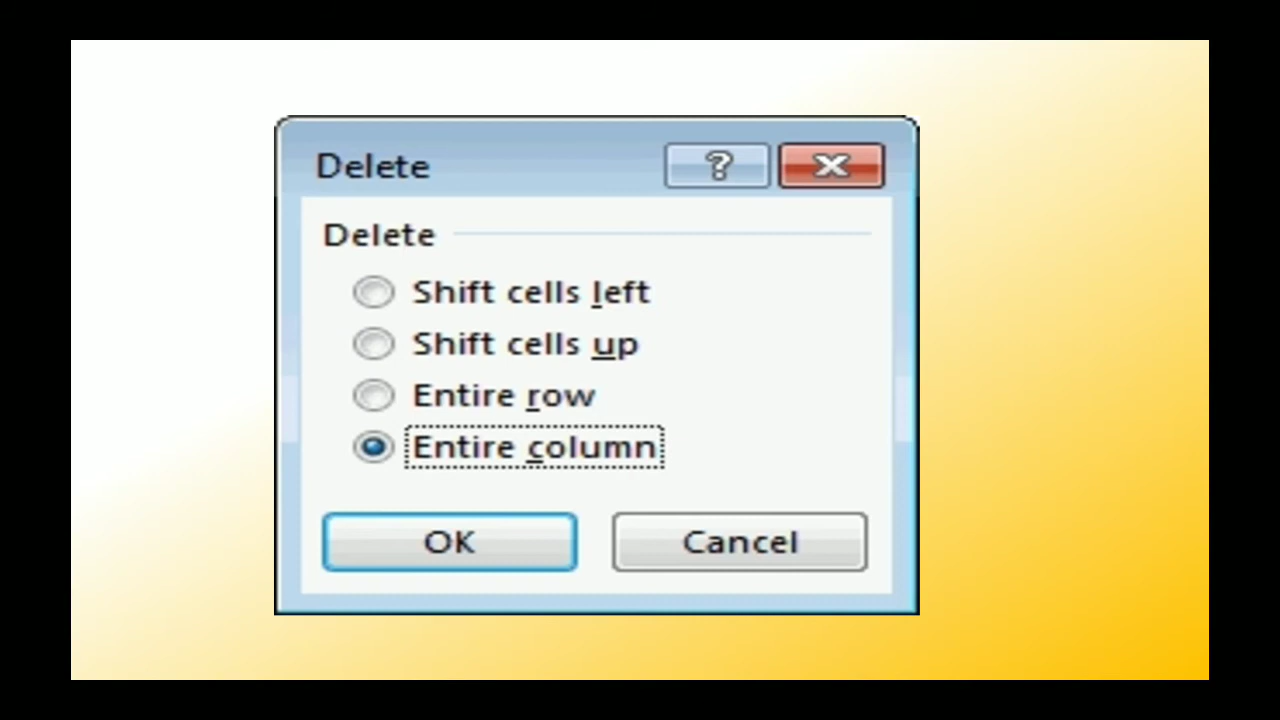 Delete
Delete
Shift cells left
Shift cells up
Entire row
Entire column
OK Cancel